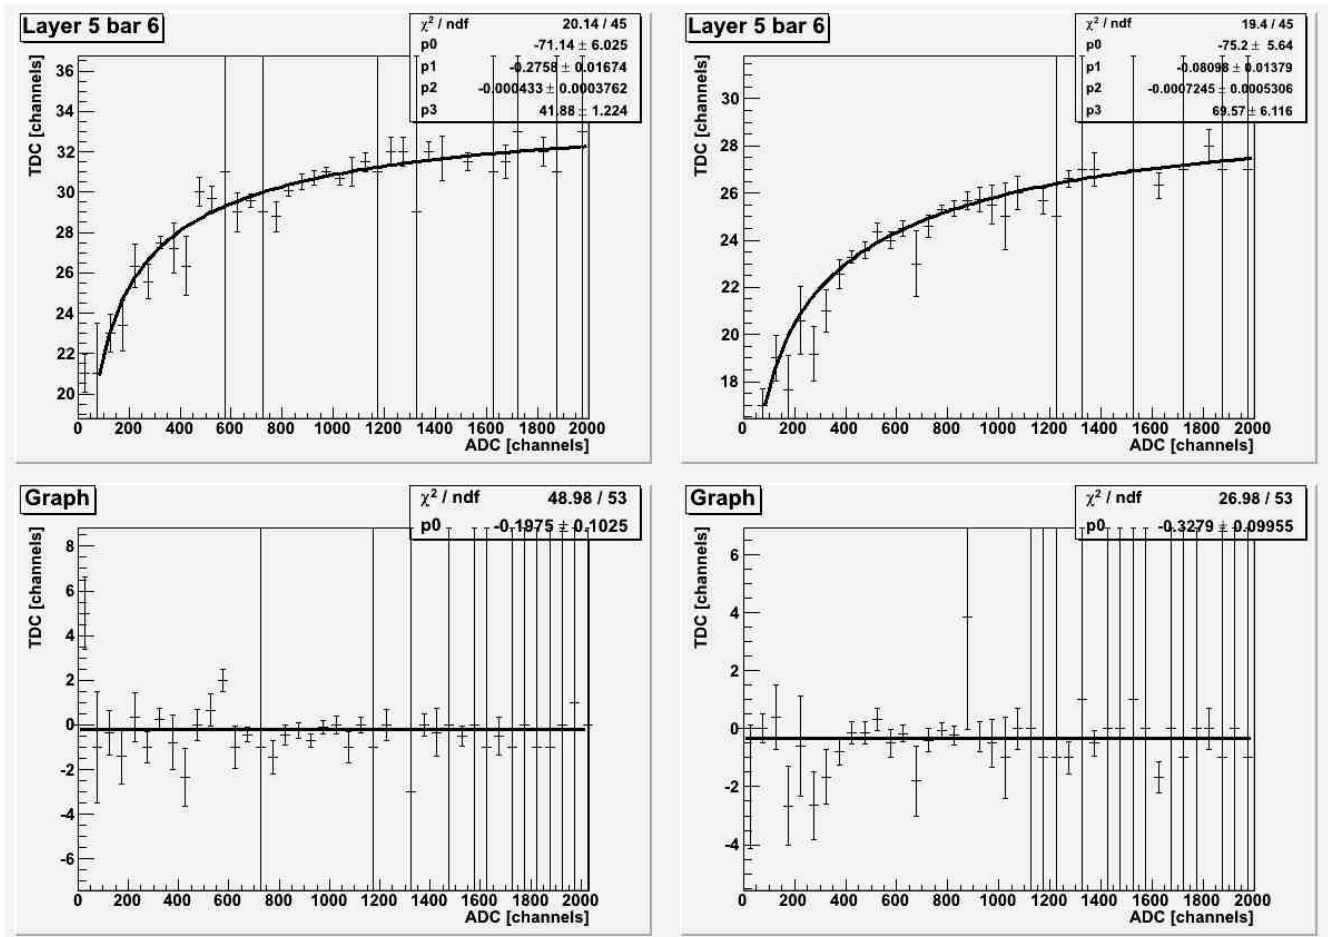 Layer 5 bar 6
χ² / ndf 20.14 / 45
p0 -71.14 ± 6.025
p1 -0.2758 ± 0.01674
p2 -0.000433 ± 0.0003762
p3 41.88 ± 1.224
TDC [channels]
36
34
32
30
28
26
24
22
20
0 200 400 600 800 1000 1200 1400 1600 1800 2000
ADC [channels]
Layer 5 bar 6
χ² / ndf 19.4 / 45
p0 -75.2 ± 5.64
p1 -0.08098 ± 0.01379
p2 -0.0007245 ± 0.0005306
p3 69.57 ± 6.116
TDC [channels]
30
28
26
24
22
20
18
0 200 400 600 800 1000 1200 1400 1600 1800 2000
ADC [channels]
Graph
χ² / ndf 48.98 / 53
p0 -0.1975 ± 0.1025
TDC [channels]
8
6
4
2
0
-2
-4
-6
0 200 400 600 800 1000 1200 1400 1600 1800 2000
ADC [channels]
Graph
χ² / ndf 26.98 / 53
p0 -0.3279 ± 0.09955
TDC [channels]
6
4
2
0
-2
-4
0 200 400 600 800 1000 1200 1400 1600 1800 2000
ADC [channels]